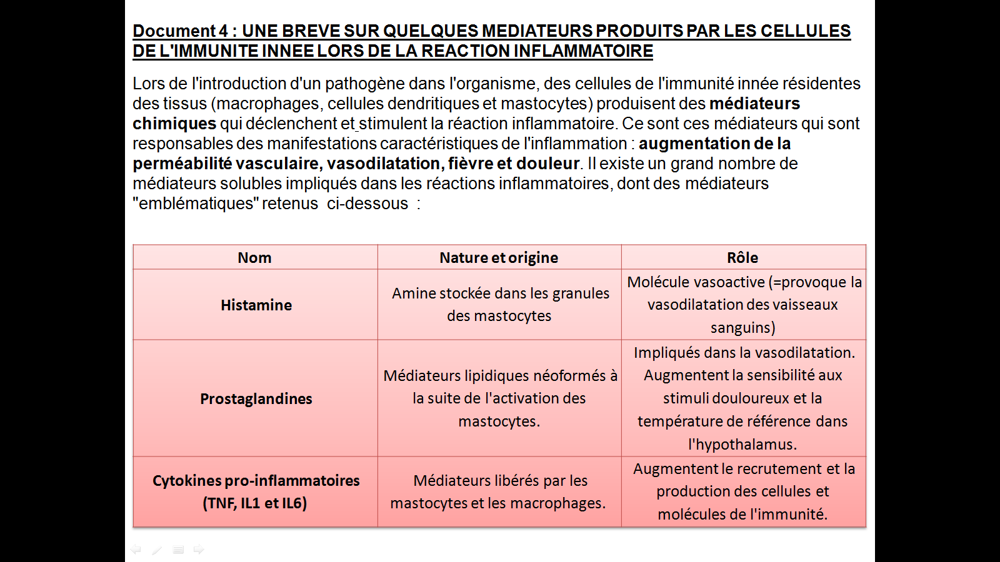 Document 4 : UNE BREVE SUR QUELQUES MEDIATEURS PRODUITS PAR LES CELLULES
DE L'IMMUNITE INNEE LORS DE LA REACTION INFLAMMATOIRE
Lors de l'introduction d'un pathogène dans l'organisme, des cellules de l'immunité innée résidentes
des tissus (macrophages, cellules dendritiques et mastocytes) produisent des médiateurs
chimiques qui déclenchent et stimulent la réaction inflammatoire. Ce sont ces médiateurs qui sont
responsables des manifestations caractéristiques de l'inflammation : augmentation de la
perméabilité vasculaire, vasodilatation, fièvre et douleur. Il existe un grand nombre de
médiateurs solubles impliqués dans les réactions inflammatoires, dont des médiateurs
"emblématiques" retenus ci-dessous :
Nom
Nature et origine
Rôle
Histamine
Amine stockée dans les granules
des mastocytes
Molécule vasoactive (=provoque la
vasodilatation des vaisseaux
sanguins)
Prostaglandines
Médiateurs lipidiques néoformés à
la suite de l'activation des
mastocytes.
Impliqués dans la vasodilatation.
Augmentent la sensibilité aux
stimuli douloureux et la
température de référence dans
l'hypothalamus.
Cytokines pro-inflammatoires
(TNF, IL1 et IL6)
Médiateurs libérés par les
mastocytes et les macrophages.
Augmentent le recrutement et la
production des cellules et
molécules de l'immunité.